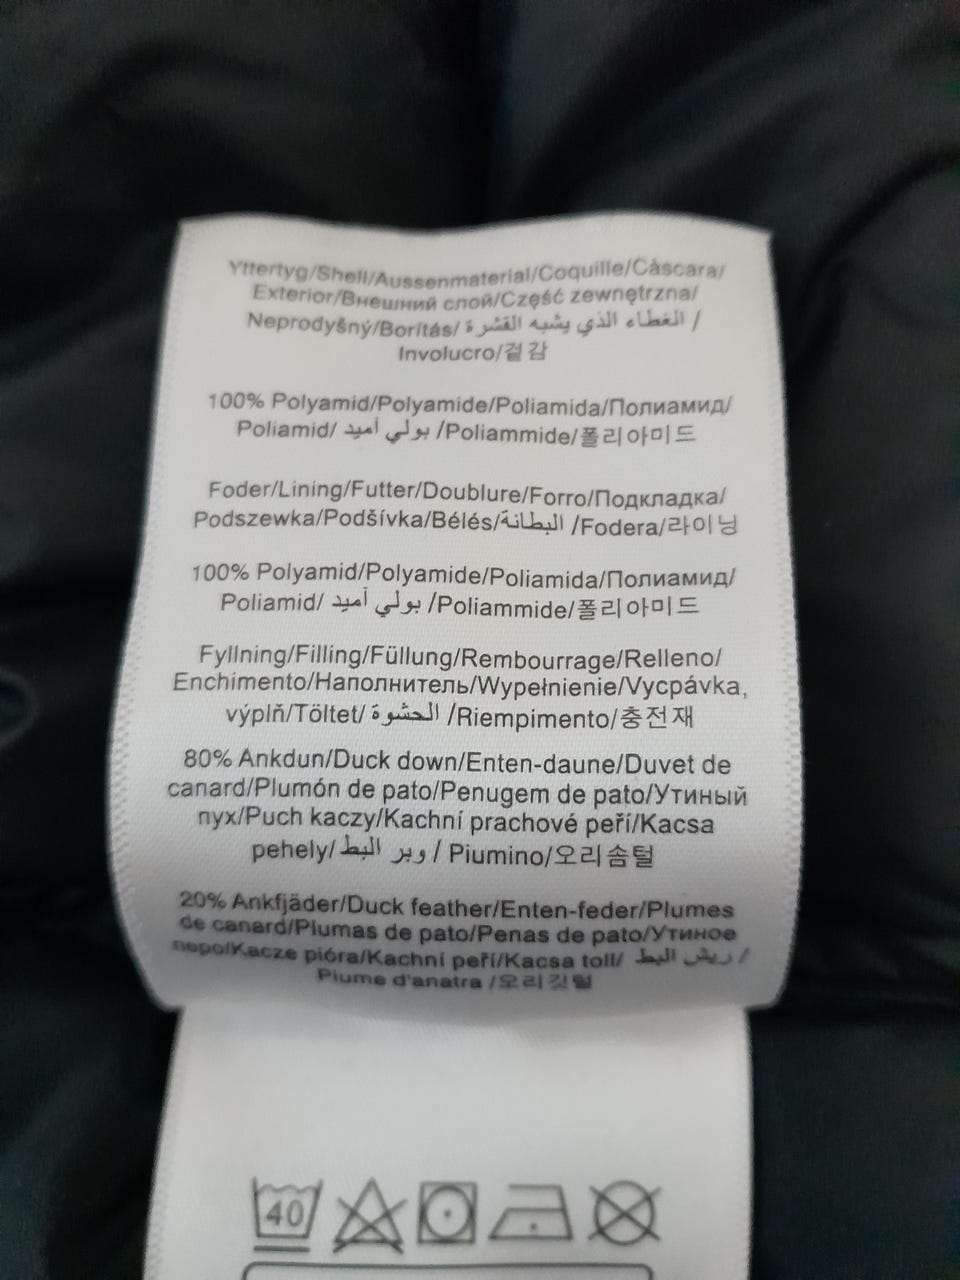 Yttertyg/Shell/Aussenmaterial/Coquille/Càscara/
Exterior/Внешний слой/Część zewnętrzna/
Neprodyšný/Borítás/ الغطاء الذي يشبه القشرة /
Involucro/겉감
100% Polyamid/Polyamide/Poliamida/Полиамид/
Poliamid/ بولي أميد /Poliammide/폴리아미드
Foder/Lining/Futter/Doublure/Forro/Подкладка/
Podszewka/Podšívka/Bélés/البطانة /Fodera/라이닝
100% Polyamid/Polyamide/Poliamida/Полиамид/
Poliamid/ بولي أميد /Poliammide/폴리아미드
Fyllning/Filling/Füllung/Rembourrage/Relleno/
Enchimento/Наполнитель/Wypełnienie/Vycpávka,
výplň/Töltet/ الحشوة /Riempimento/충전재
80% Ankdun/Duck down/Enten-daune/Duvet de
canard/Plumón de pato/Penugem de pato/Утиный
пух/Puch kaczy/Kachní prachové peří/Kacsa
pehely/ وبر البط / Piumino/오리솜털
20% Ankfjäder/Duck feather/Enten-feder/Plumes
de canard/Plumas de pato/Penas de pato/Утиное
перо/Kacze pióra/Kachní peří/Kacsa toll/ ريش البط /
Piume d'anatra /오리깃털
40